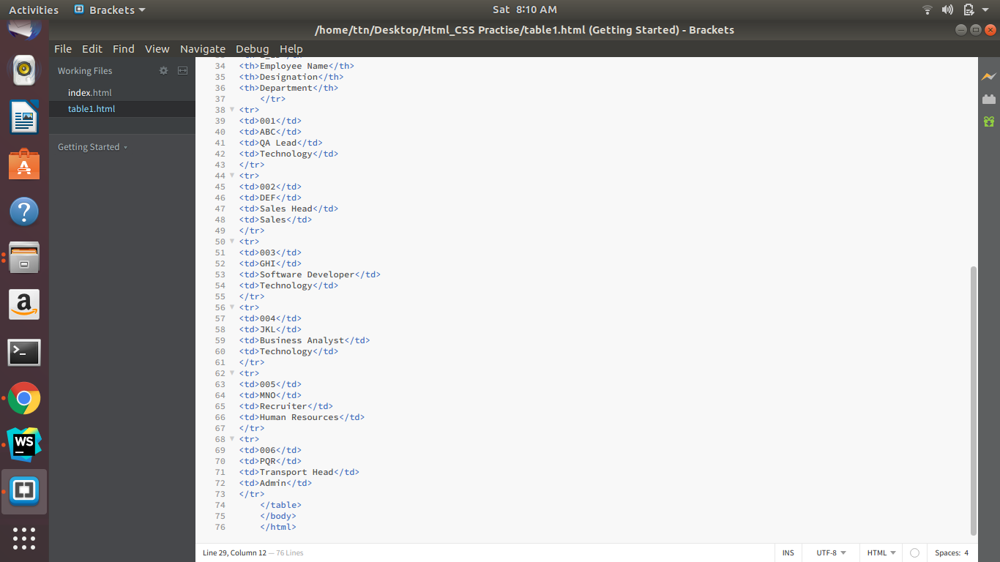 Activities
Brackets
Sat 8:10 AM
/home/ttn/Desktop/Html_CSS Practise/table1.html (Getting Started) - Brackets
File Edit Find View Navigate Debug Help
Working Files
index.html
table1.html
Getting Started
34 <th>Employee Name</th>
35 <th>Designation</th>
36 <th>Department</th>
37     </tr>
38 <tr>
39 <td>001</td>
40 <td>ABC</td>
41 <td>QA Lead</td>
42 <td>Technology</td>
43 </tr>
44 <tr>
45 <td>002</td>
46 <td>DEF</td>
47 <td>Sales Head</td>
48 <td>Sales</td>
49 </tr>
50 <tr>
51 <td>003</td>
52 <td>GHI</td>
53 <td>Software Developer</td>
54 <td>Technology</td>
55 </tr>
56 <tr>
57 <td>004</td>
58 <td>JKL</td>
59 <td>Business Analyst</td>
60 <td>Technology</td>
61 </tr>
62 <tr>
63 <td>005</td>
64 <td>MNO</td>
65 <td>Recruiter</td>
66 <td>Human Resources</td>
67 </tr>
68 <tr>
69 <td>006</td>
70 <td>PQR</td>
71 <td>Transport Head</td>
72 <td>Admin</td>
73 </tr>
74     </table>
75     </body>
76     </html>
Line 29, Column 12 — 76 Lines
INS
UTF-8
HTML
Spaces: 4
a
>_
WS